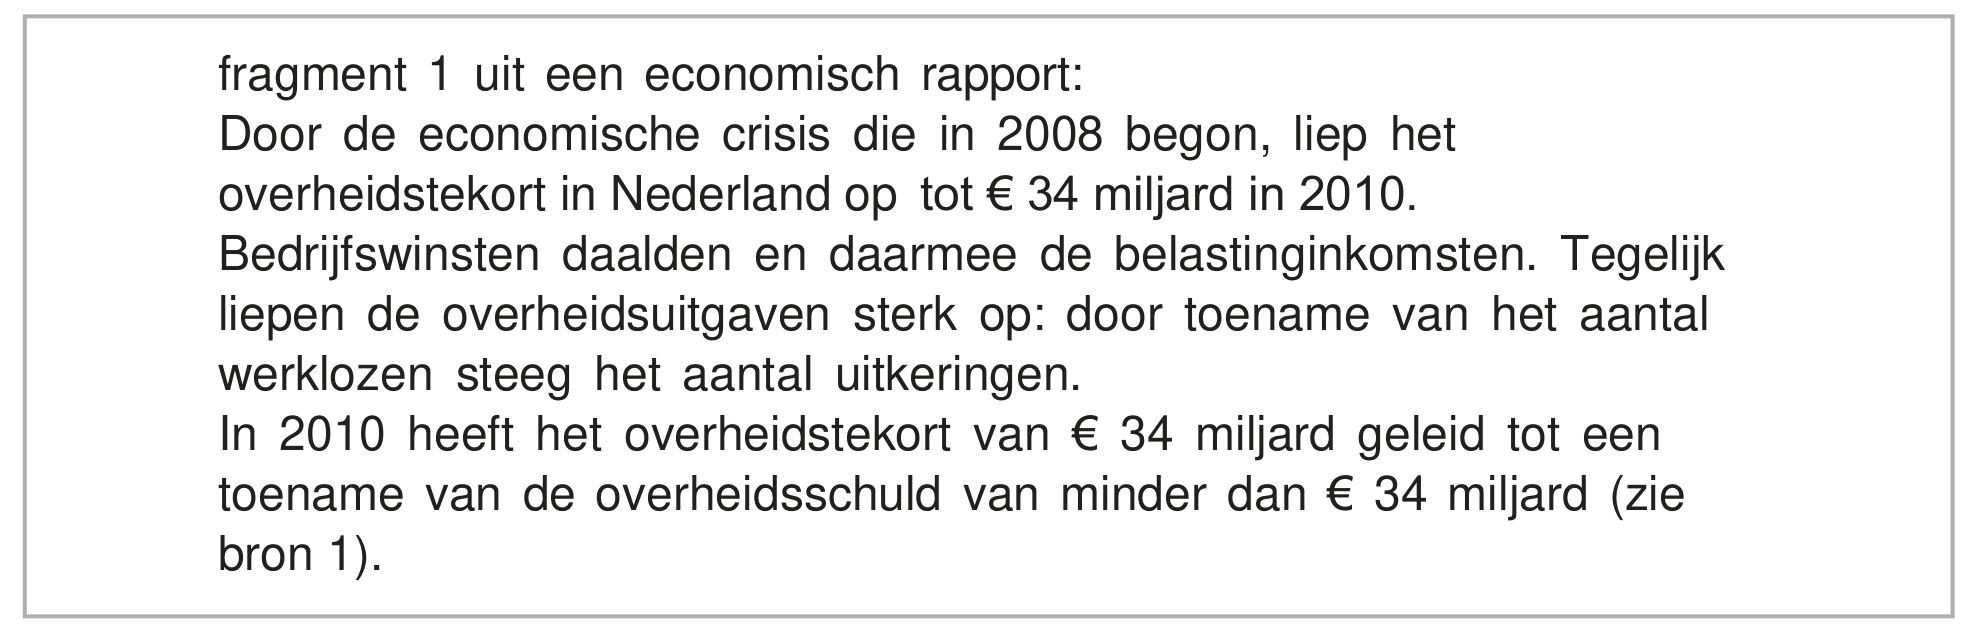 fragment 1 uit een economisch rapport:
Door de economische crisis die in 2008 begon, liep het
overheidstekort in Nederland op tot € 34 miljard in 2010.
Bedrijfswinsten daalden en daarmee de belastinginkomsten. Tegelijk
liepen de overheidsuitgaven sterk op: door toename van het aantal
werklozen steeg het aantal uitkeringen.
In 2010 heeft het overheidstekort van € 34 miljard geleid tot een
toename van de overheidsschuld van minder dan € 34 miljard (zie
bron 1).